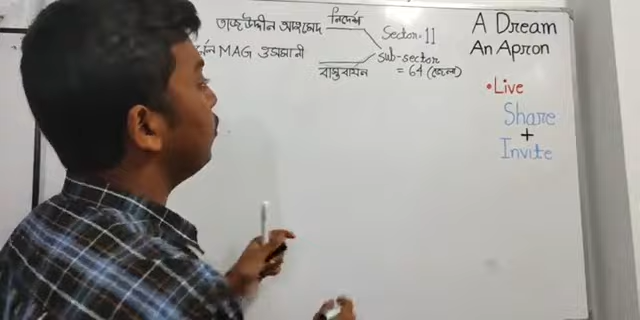 তাজউদ্দীন আহমেদ নির্দেশ Sector-11
MAG ওসমানী sub-sector
বাস্তবায়ন = 64 (জেলা)
A Dream
An Apron
• Live
Share
+
Invite